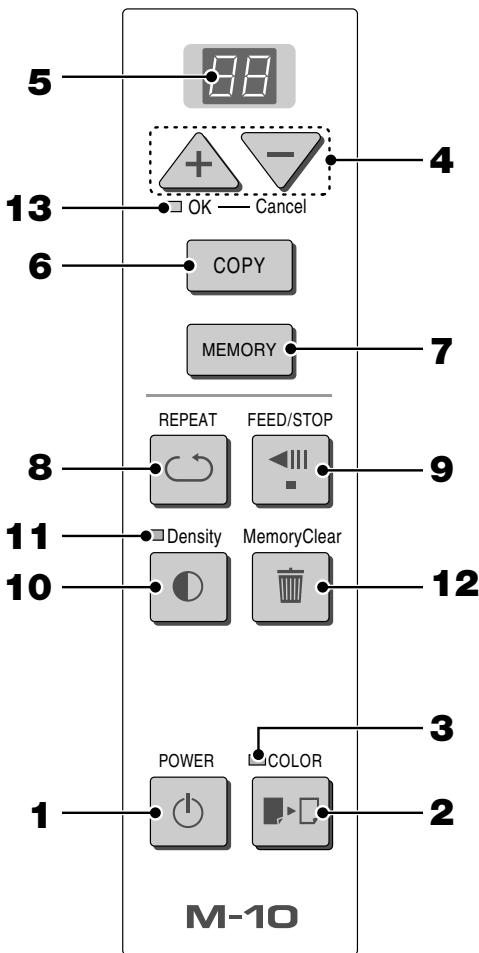 5
88
4
13
OK
Cancel
6
COPY
7
MEMORY
REPEAT
FEED/STOP
8
9
11
Density
MemoryClear
10
12
3
POWER
COLOR
1
2
M-10